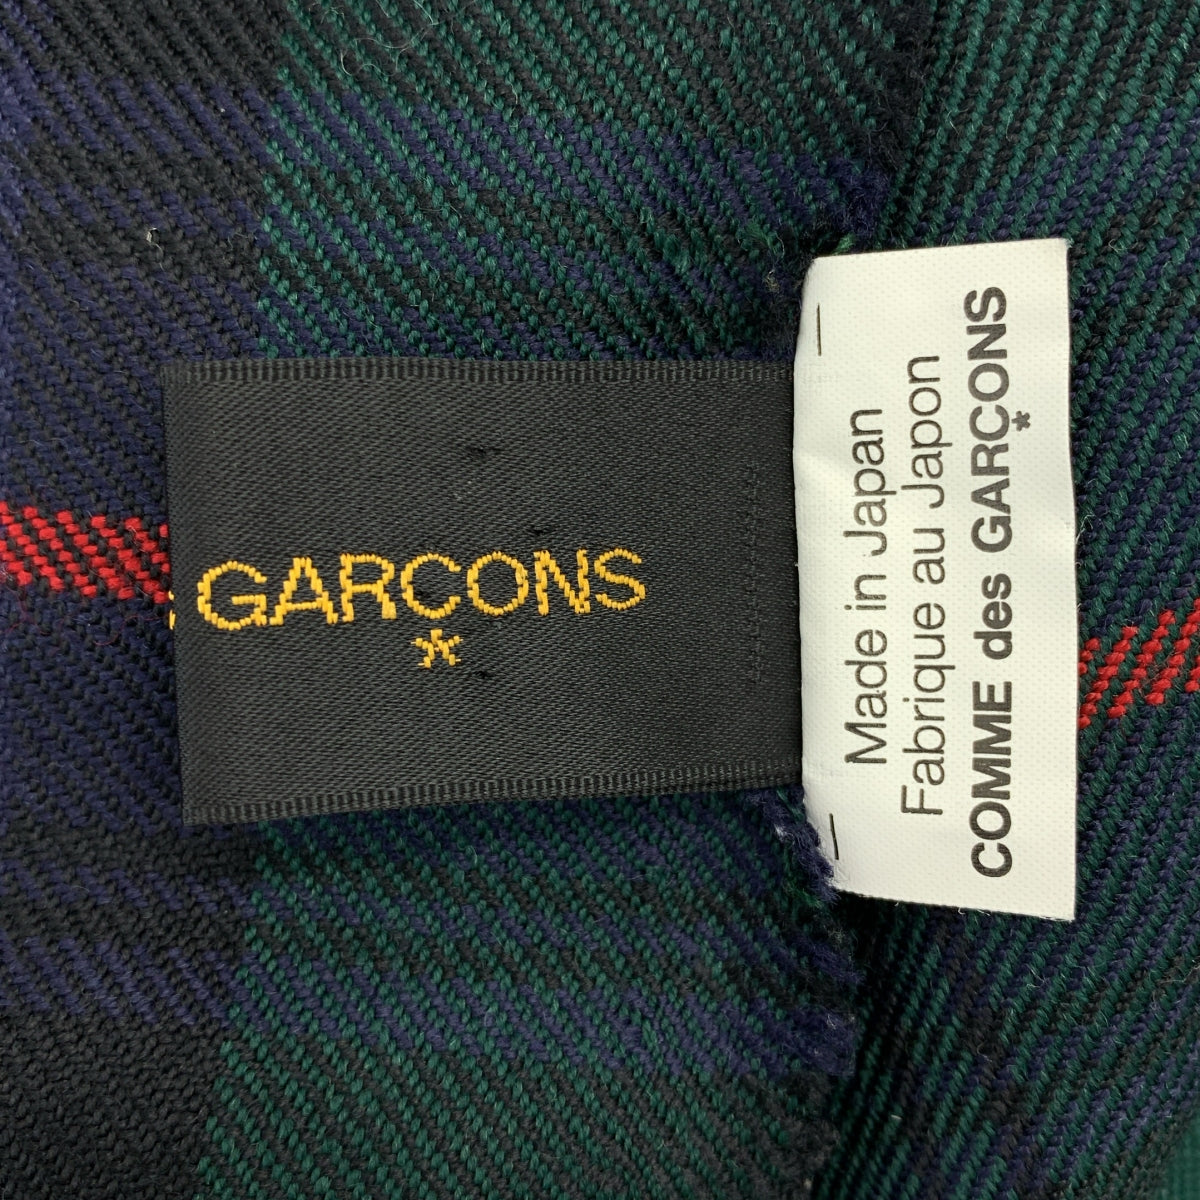 GARÇONS
*
Made in Japan
Fabrique au Japon
COMME des GARÇONS
*